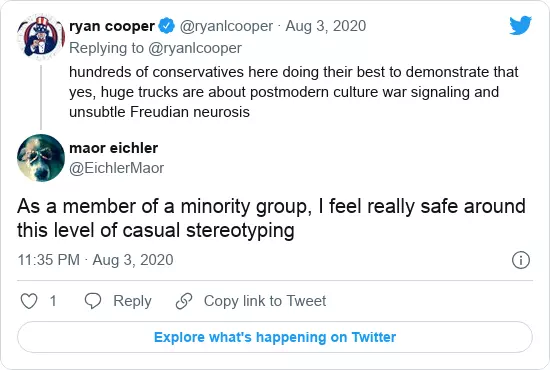 ryan cooper @ryanlcooper · Aug 3, 2020
Replying to @ryanlcooper
hundreds of conservatives here doing their best to demonstrate that
yes, huge trucks are about postmodern culture war signaling and
unsubtle Freudian neurosis
maor eichler
@EichlerMaor
As a member of a minority group, I feel really safe around
this level of casual stereotyping
11:35 PM · Aug 3, 2020
1 Reply Copy link to Tweet
Explore what's happening on Twitter